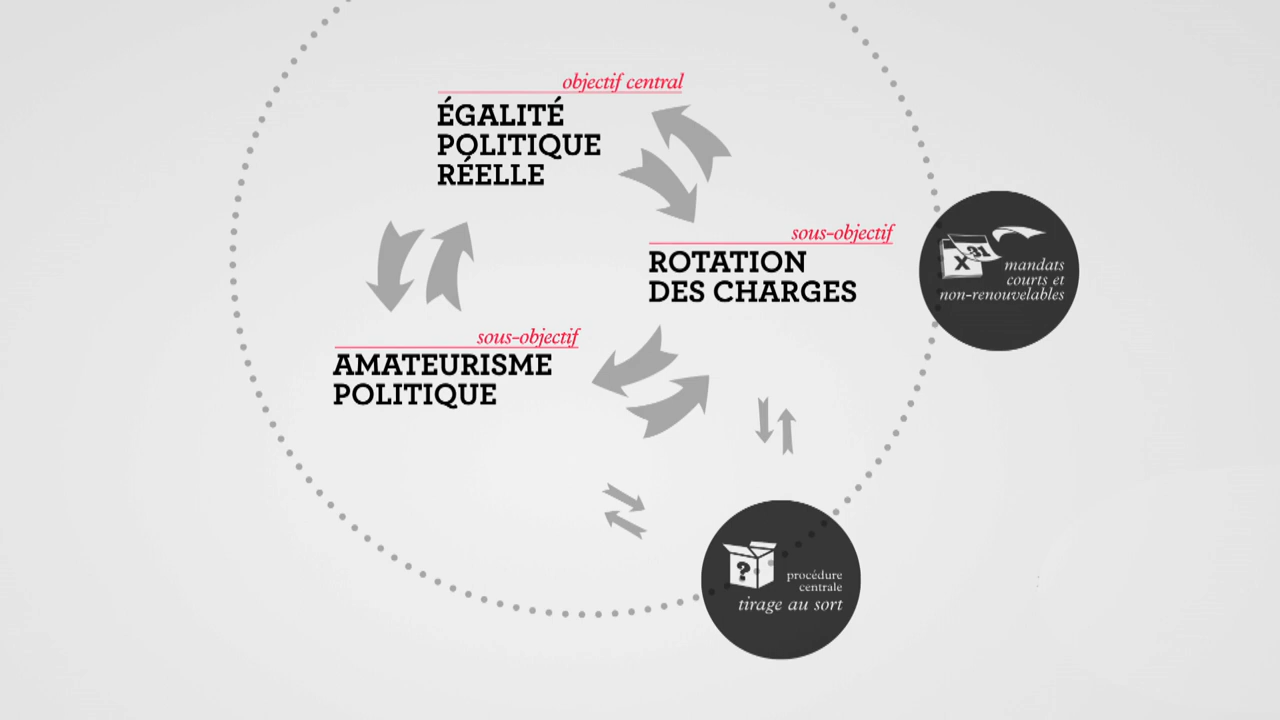 objectif central
ÉGALITÉ
POLITIQUE
RÉELLE
sous-objectif
ROTATION
DES CHARGES
31
X
mandats
courts et
non-renouvelables
sous-objectif
AMATEURISME
POLITIQUE
?
procédure
centrale
tirage au sort